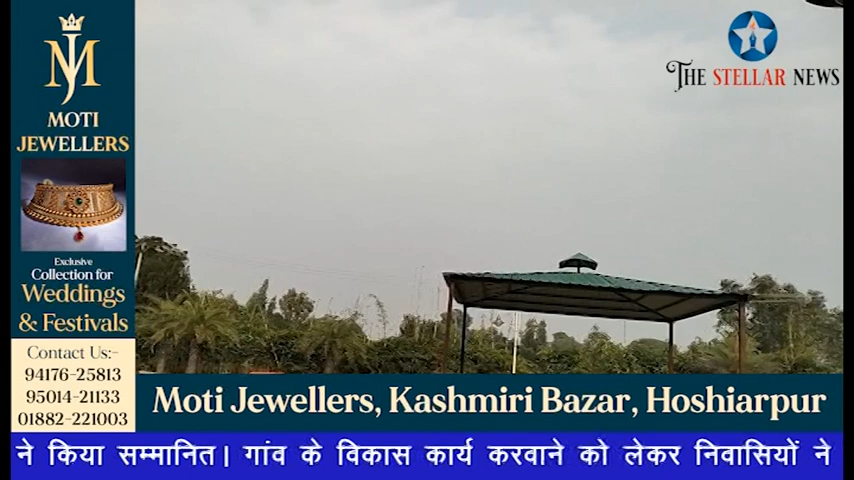 JM
MOTI
JEWELLERS
Exclusive
Collection for
Weddings
& Festivals
Contact Us:-
94176-25813
95014-21133
01882-221003
THE STELLAR NEWS
Moti Jewellers, Kashmiri Bazar, Hoshiarpur
ने किया सम्मानित। गांव के विकास कार्य करवाने को लेकर निवासियों ने